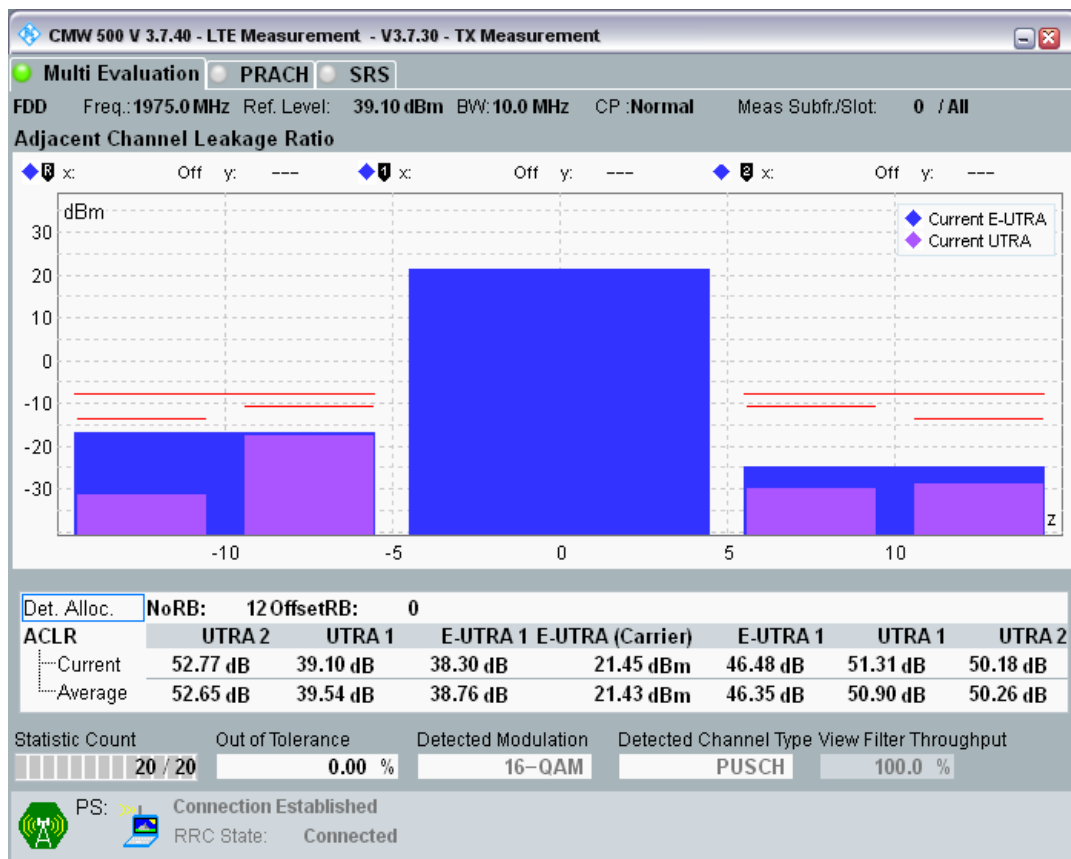 CMW 500 V 3.7.40 - LTE Measurement - V3.7.30 - TX Measurement
Multi Evaluation PRACH SRS
FDD Freq.:1975.0 MHz Ref. Level: 39.10 dBm BW:10.0 MHz CP :Normal Meas Subfr./Slot: 0 / All
Adjacent Channel Leakage Ratio
R x: Off y: --- 1 x: Off y: --- 2 x: Off y: ---
dBm
Current E-UTRA
Current UTRA
30
20
10
0
-10
-20
-30
z
-10 -5 0 5 10
Det. Alloc. NoRB: 12 OffsetRB: 0
ACLR UTRA 2 UTRA 1 E-UTRA 1 E-UTRA (Carrier) E-UTRA 1 UTRA 1 UTRA 2
Current 52.77 dB 39.10 dB 38.30 dB 21.45 dBm 46.48 dB 51.31 dB 50.18 dB
Average 52.65 dB 39.54 dB 38.76 dB 21.43 dBm 46.35 dB 50.90 dB 50.26 dB
Statistic Count Out of Tolerance Detected Modulation Detected Channel Type View Filter Throughput
20 / 20 0.00 % 16-QAM PUSCH 100.0 %
PS: Connection Established
RRC State: Connected